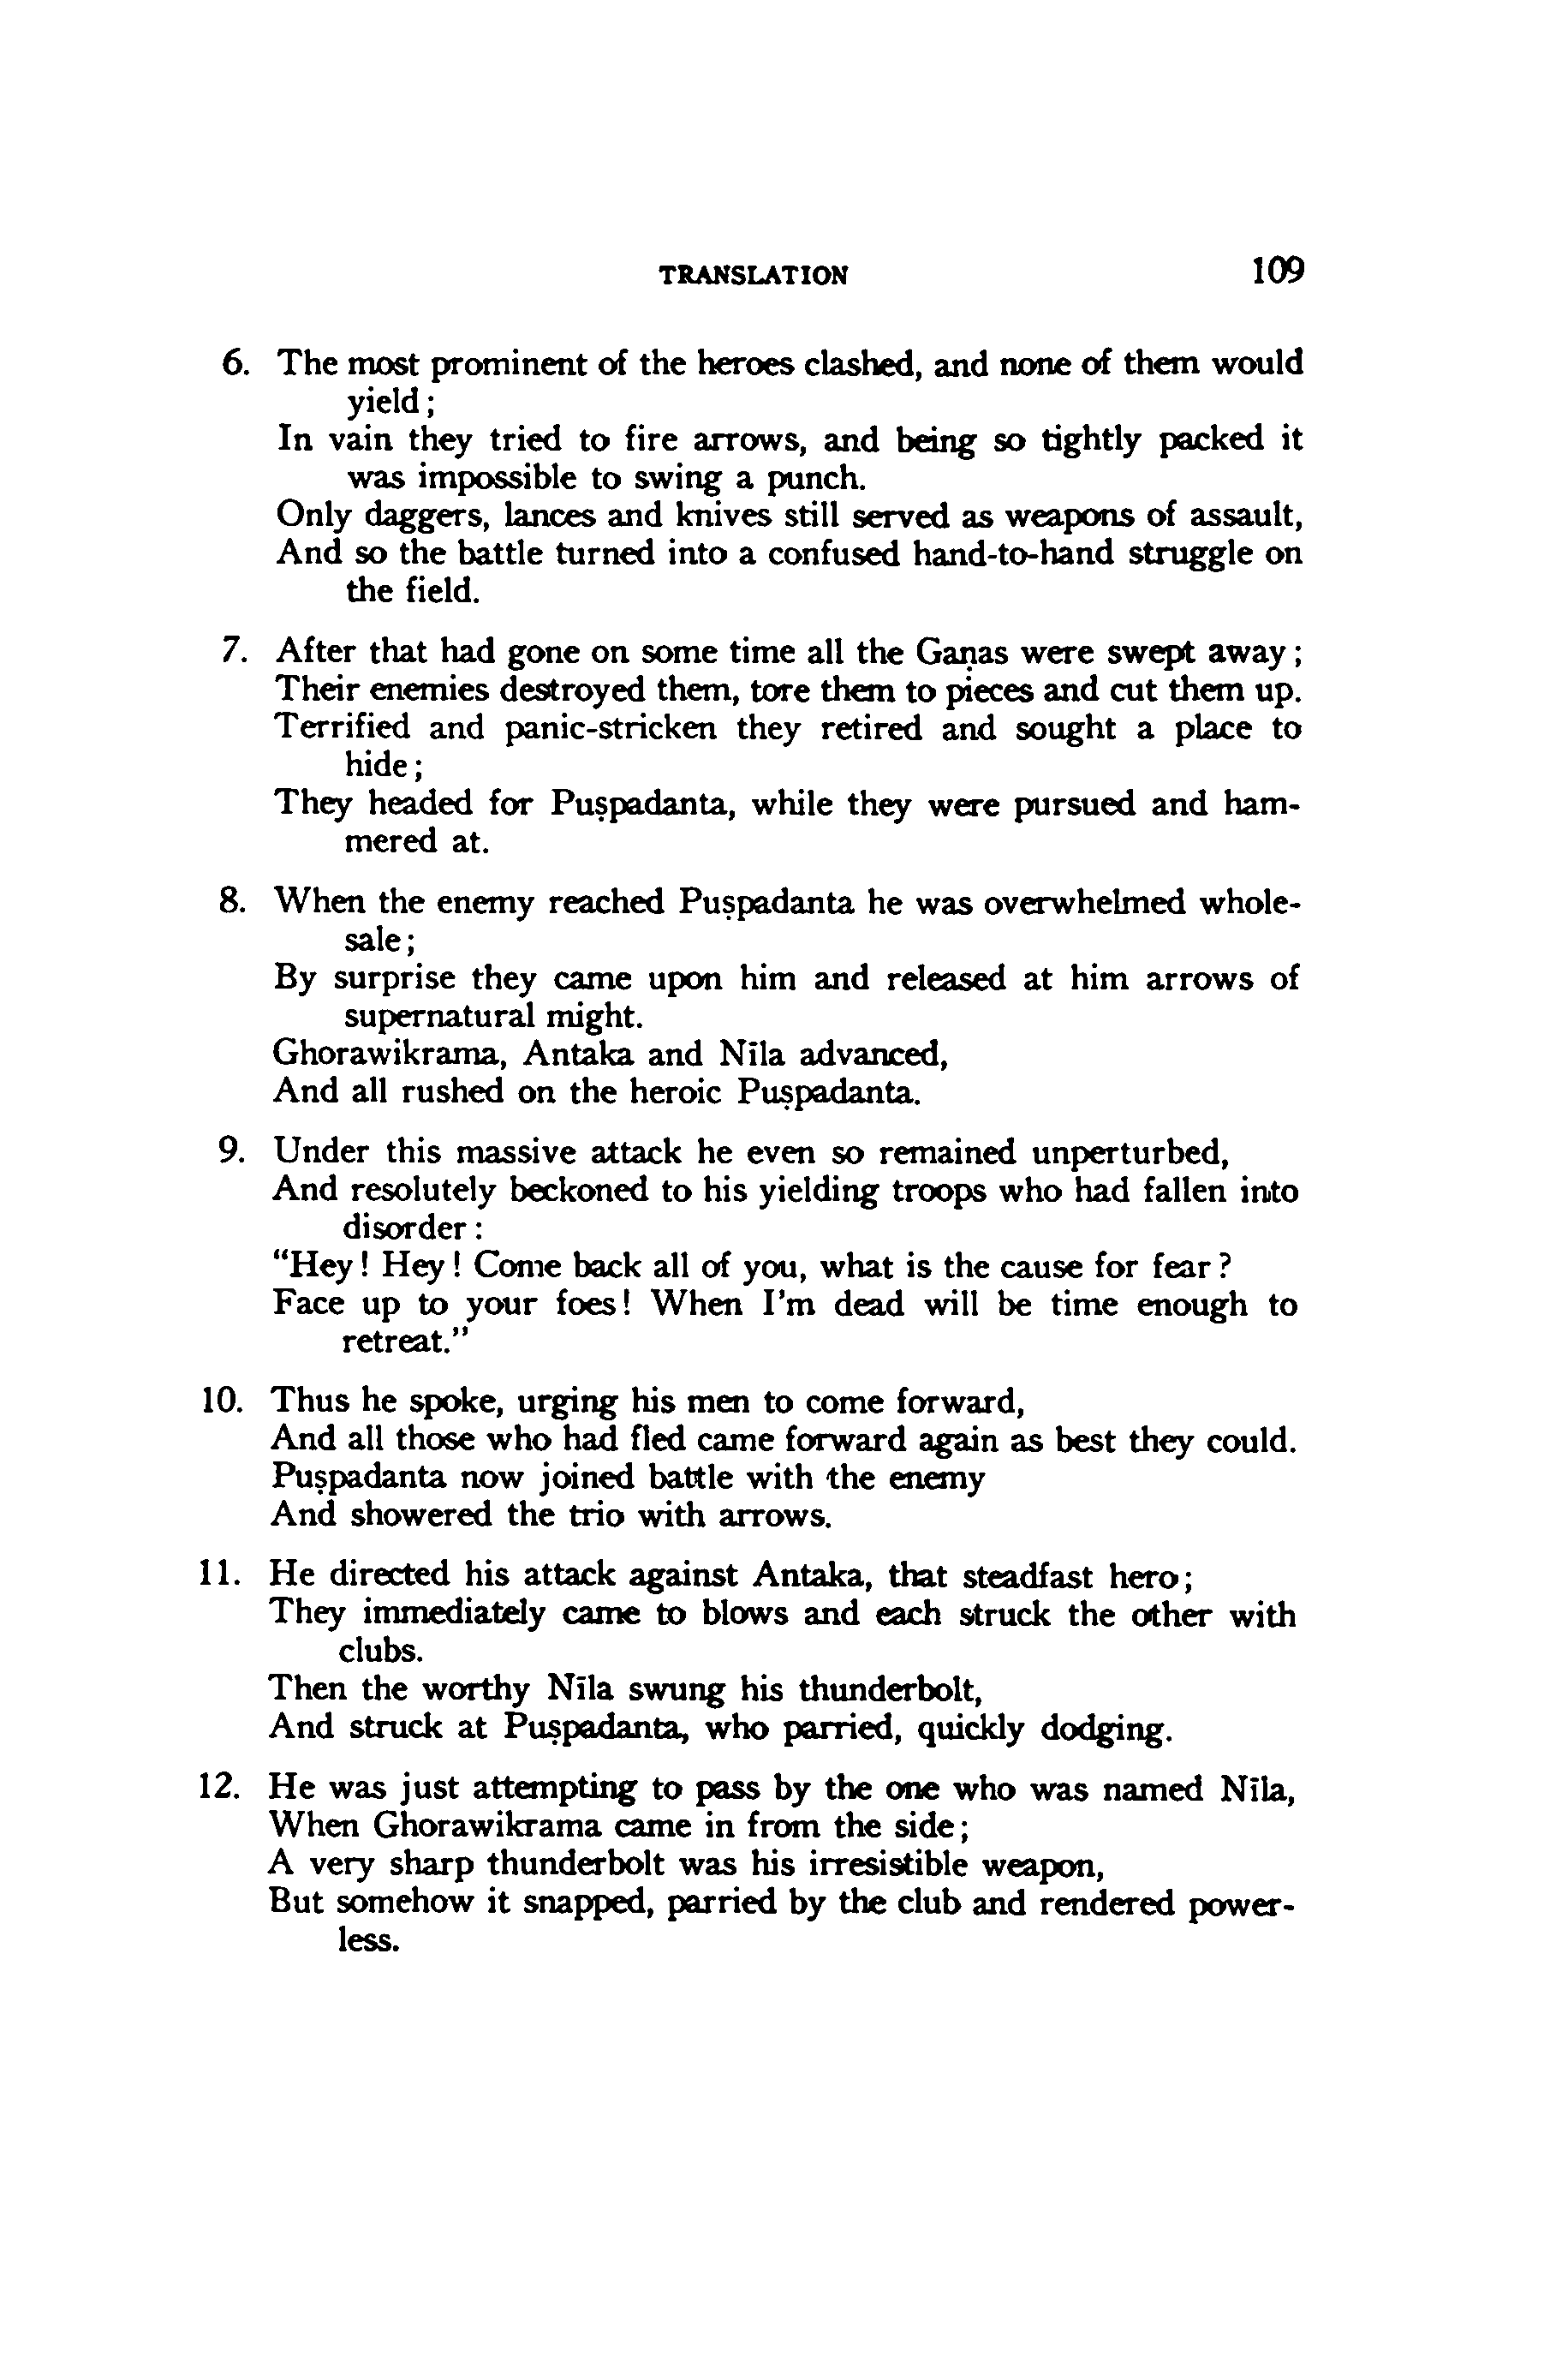 TRANSLATION 109
6. The most prominent of the heroes clashed, and none of them would
yield;
In vain they tried to fire arrows, and being so tightly packed it
was impossible to swing a punch.
Only daggers, lances and knives still served as weapons of assault,
And so the battle turned into a confused hand-to-hand struggle on
the field.
7. After that had gone on some time all the Gaṇas were swept away;
Their enemies destroyed them, tore them to pieces and cut them up.
Terrified and panic-stricken they retired and sought a place to
hide;
They headed for Puṣpadanta, while they were pursued and ham-
mered at.
8. When the enemy reached Puṣpadanta he was overwhelmed whole-
sale;
By surprise they came upon him and released at him arrows of
supernatural might.
Ghorawikrama, Antaka and Nīla advanced,
And all rushed on the heroic Puṣpadanta.
9. Under this massive attack he even so remained unperturbed,
And resolutely beckoned to his yielding troops who had fallen into
disorder:
“Hey! Hey! Come back all of you, what is the cause for fear?
Face up to your foes! When I'm dead will be time enough to
retreat.”
10. Thus he spoke, urging his men to come forward,
And all those who had fled came forward again as best they could.
Puṣpadanta now joined battle with the enemy
And showered the trio with arrows.
11. He directed his attack against Antaka, that steadfast hero;
They immediately came to blows and each struck the other with
clubs.
Then the worthy Nīla swung his thunderbolt,
And struck at Puṣpadanta, who parried, quickly dodging.
12. He was just attempting to pass by the one who was named Nīla,
When Ghorawikrama came in from the side;
A very sharp thunderbolt was his irresistible weapon,
But somehow it snapped, parried by the club and rendered power-
less.